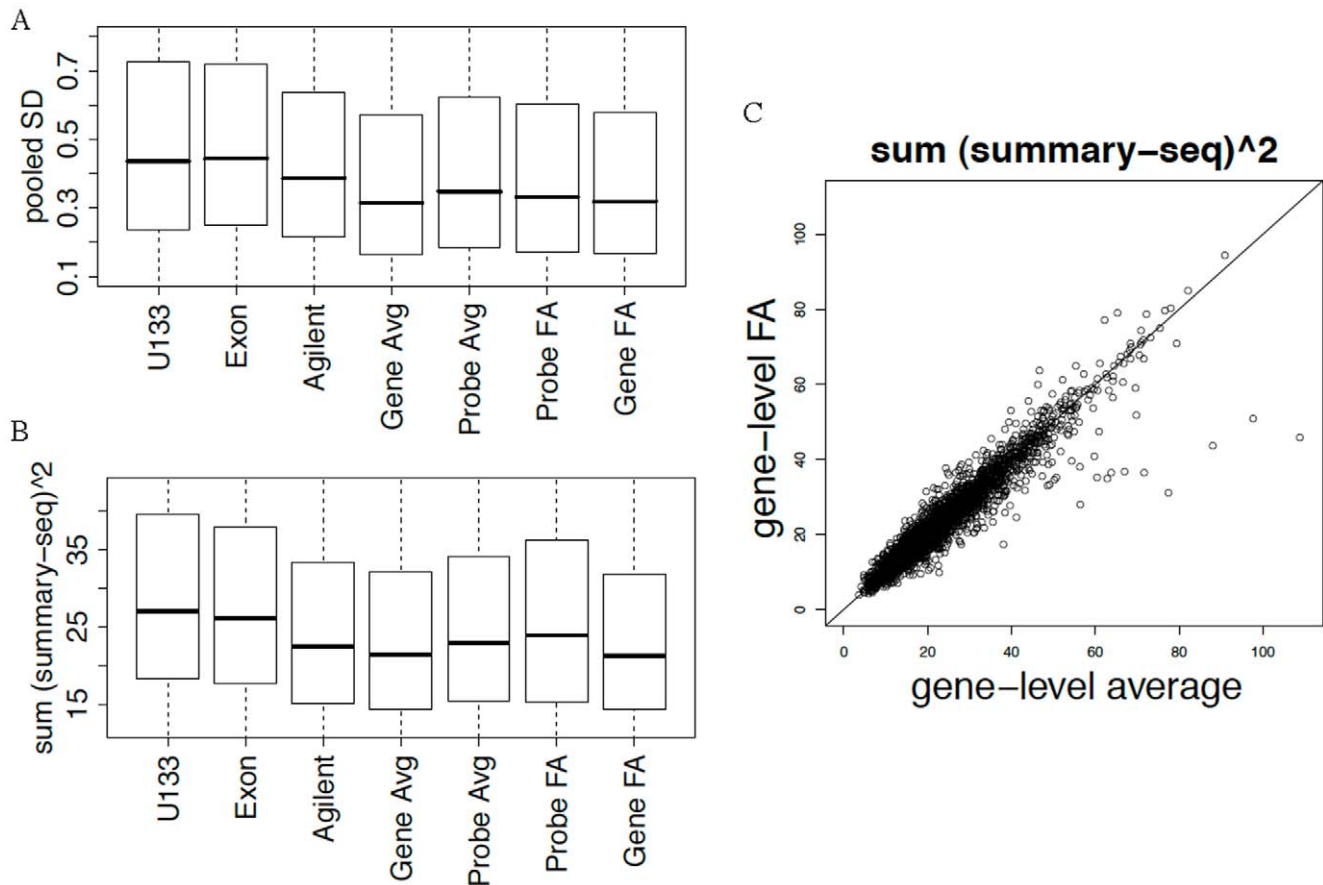 A
pooled SD
0.1 0.3 0.5 0.7
U133
Exon
Agilent
Gene Avg
Probe Avg
Probe FA
Gene FA
B
sum (summary−seq)^2
15 25 35
U133
Exon
Agilent
Gene Avg
Probe Avg
Probe FA
Gene FA
C
sum (summary−seq)^2
gene−level FA
0 20 40 60 80 100
0 20 40 60 80 100
gene−level average